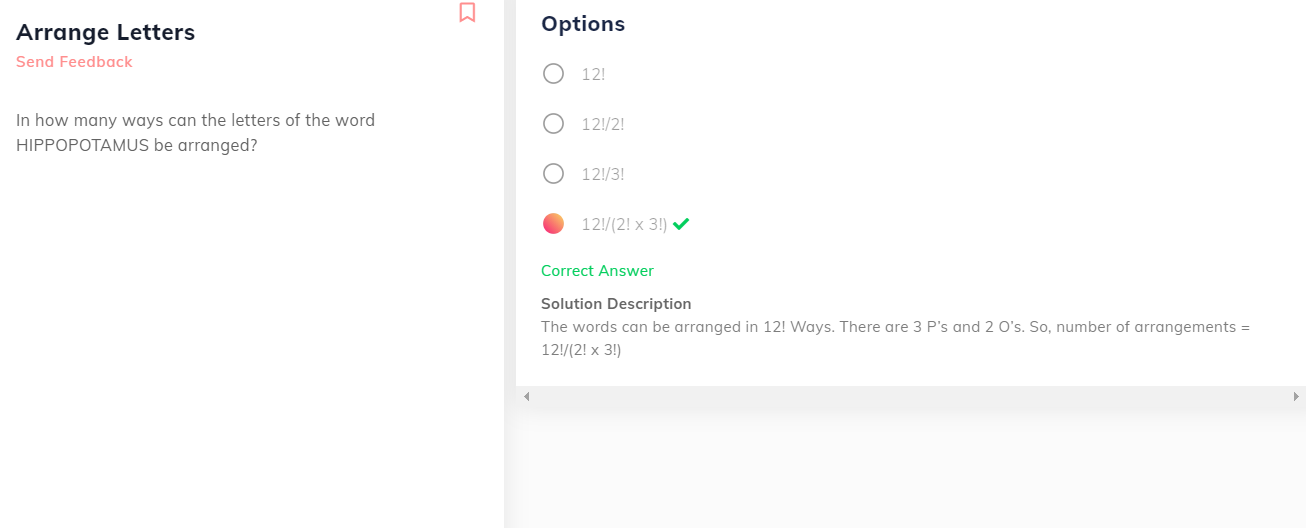 Arrange Letters
Send Feedback
In how many ways can the letters of the word
HIPPOPOTAMUS be arranged?
Options
12!
12!/2!
12!/3!
12!/(2! x 3!)
Correct Answer
Solution Description
The words can be arranged in 12! Ways. There are 3 P’s and 2 O’s. So, number of arrangements =
12!/(2! x 3!)